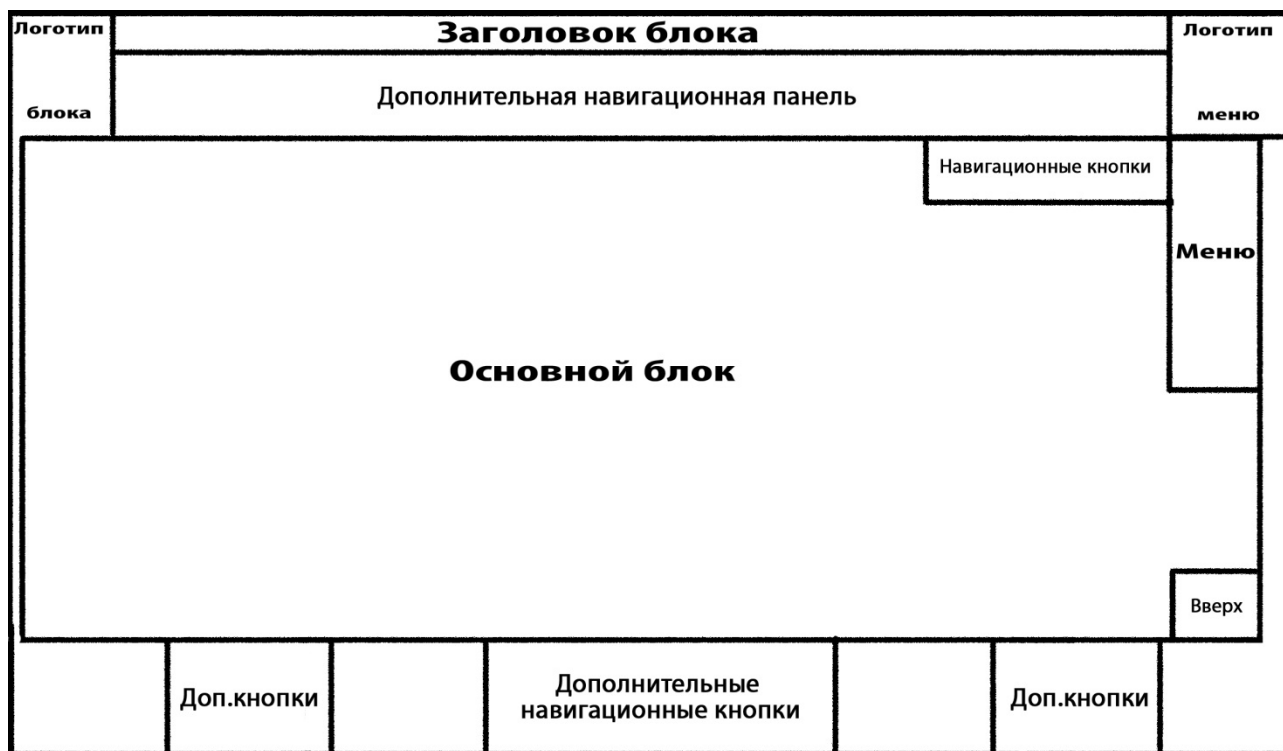 Логотип
блока
Заголовок блока
Логотип
меню
Дополнительная навигационная панель
Навигационные кнопки
Меню
Основной блок
Вверх
Доп.кнопки
Дополнительные
навигационные кнопки
Доп.кнопки